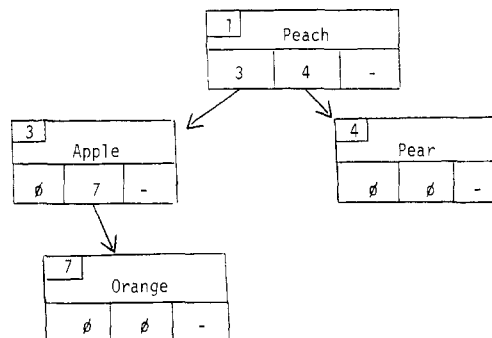 1
Peach
3 4 -
3
Apple
ø 7 -
4
Pear
ø ø -
7
Orange
ø ø -